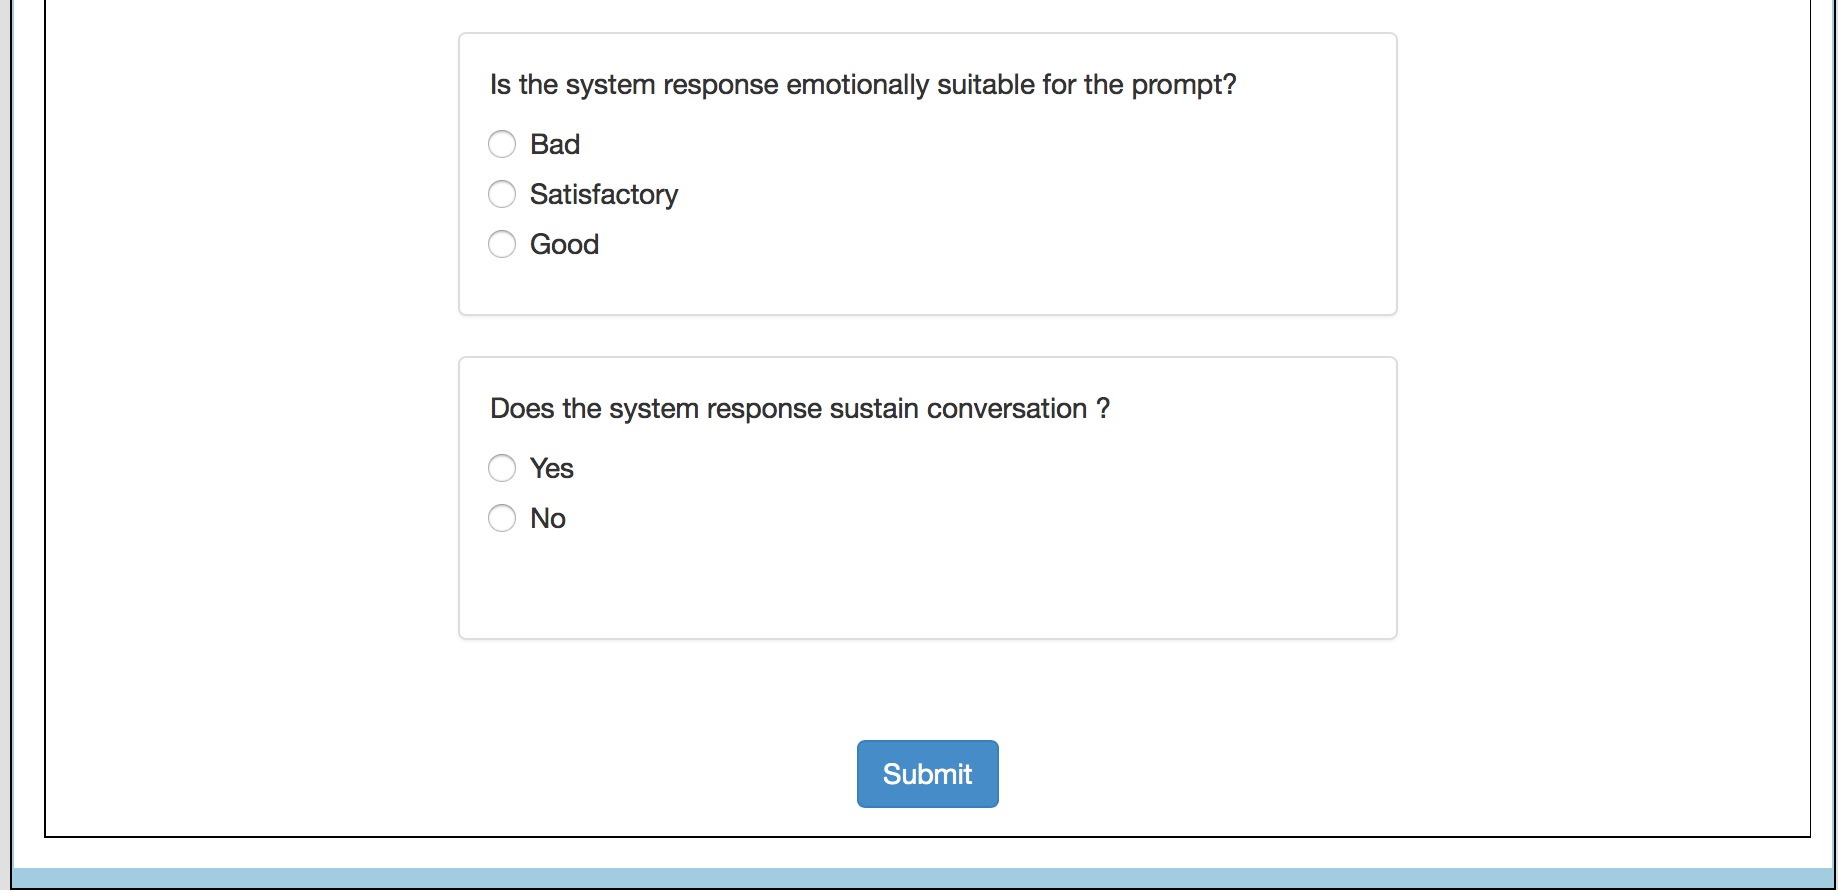 Is the system response emotionally suitable for the prompt?
Bad
Satisfactory
Good
Does the system response sustain conversation ?
Yes
No
Submit